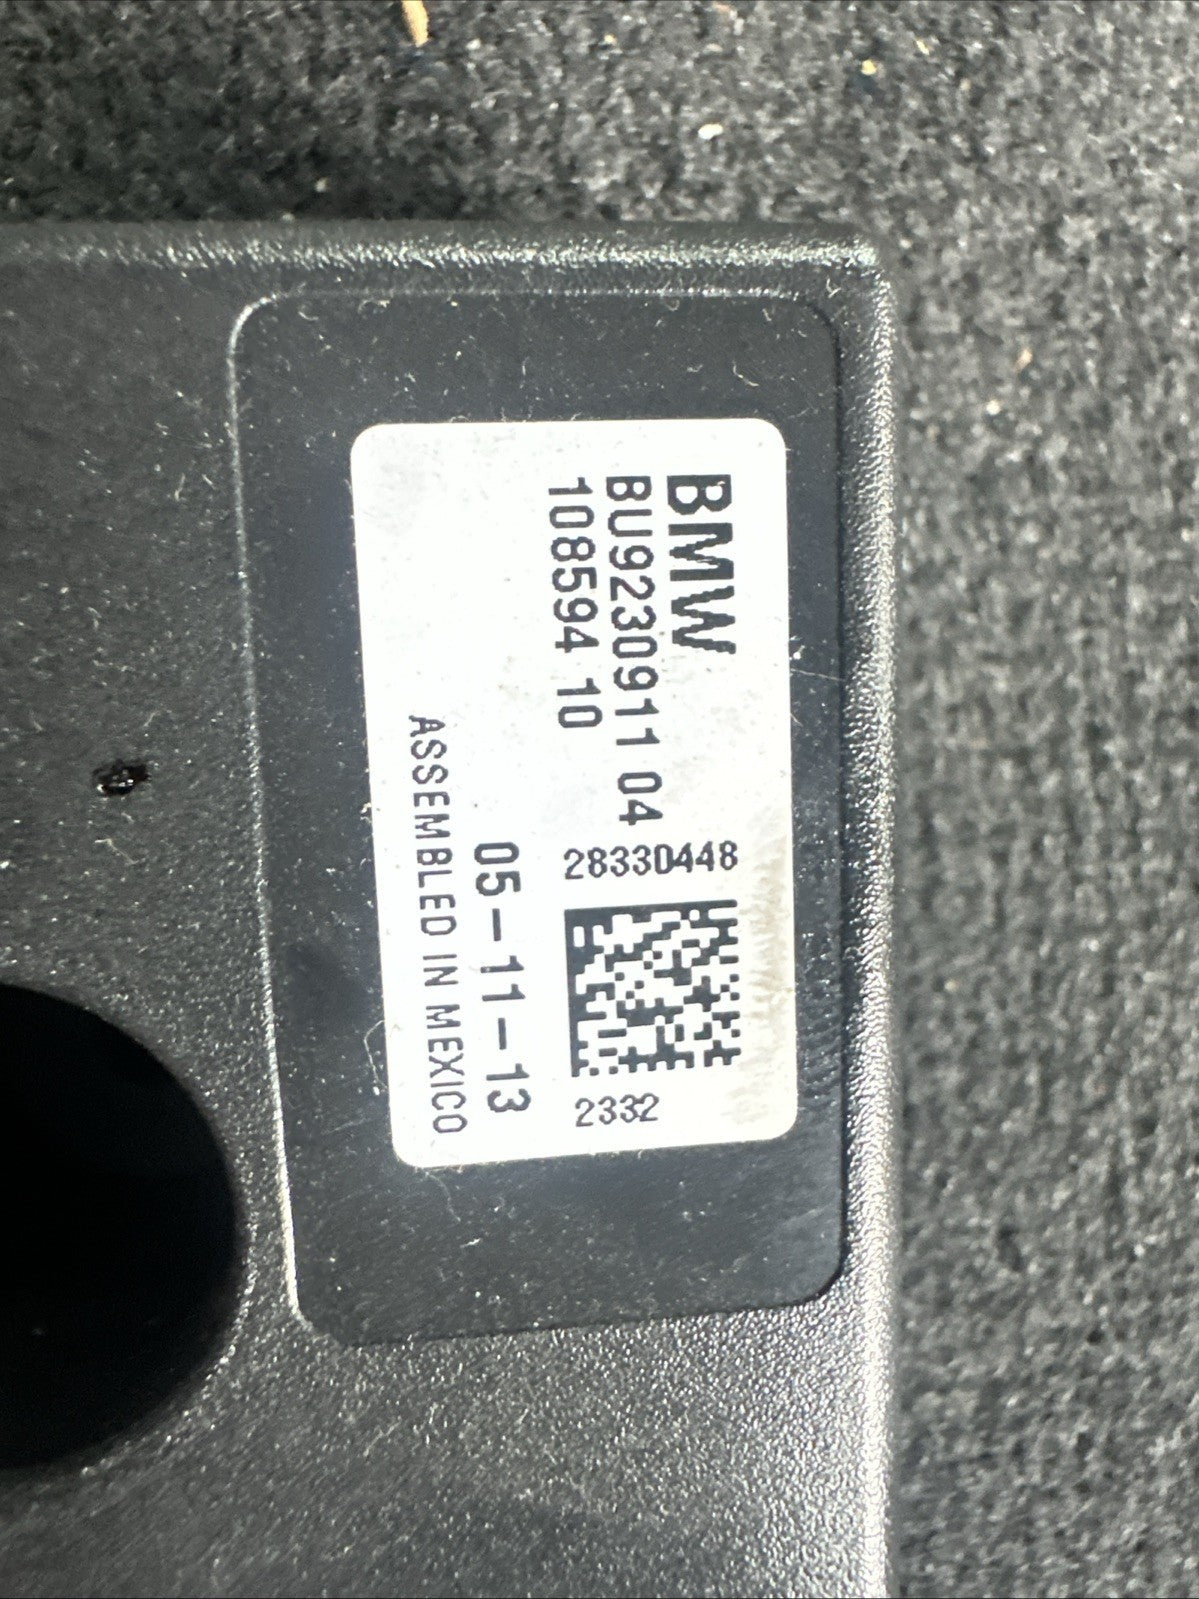 BMW
BU9230911 04
108594 10
28330448
2332
05-11-13
ASSEMBLED IN MEXICO